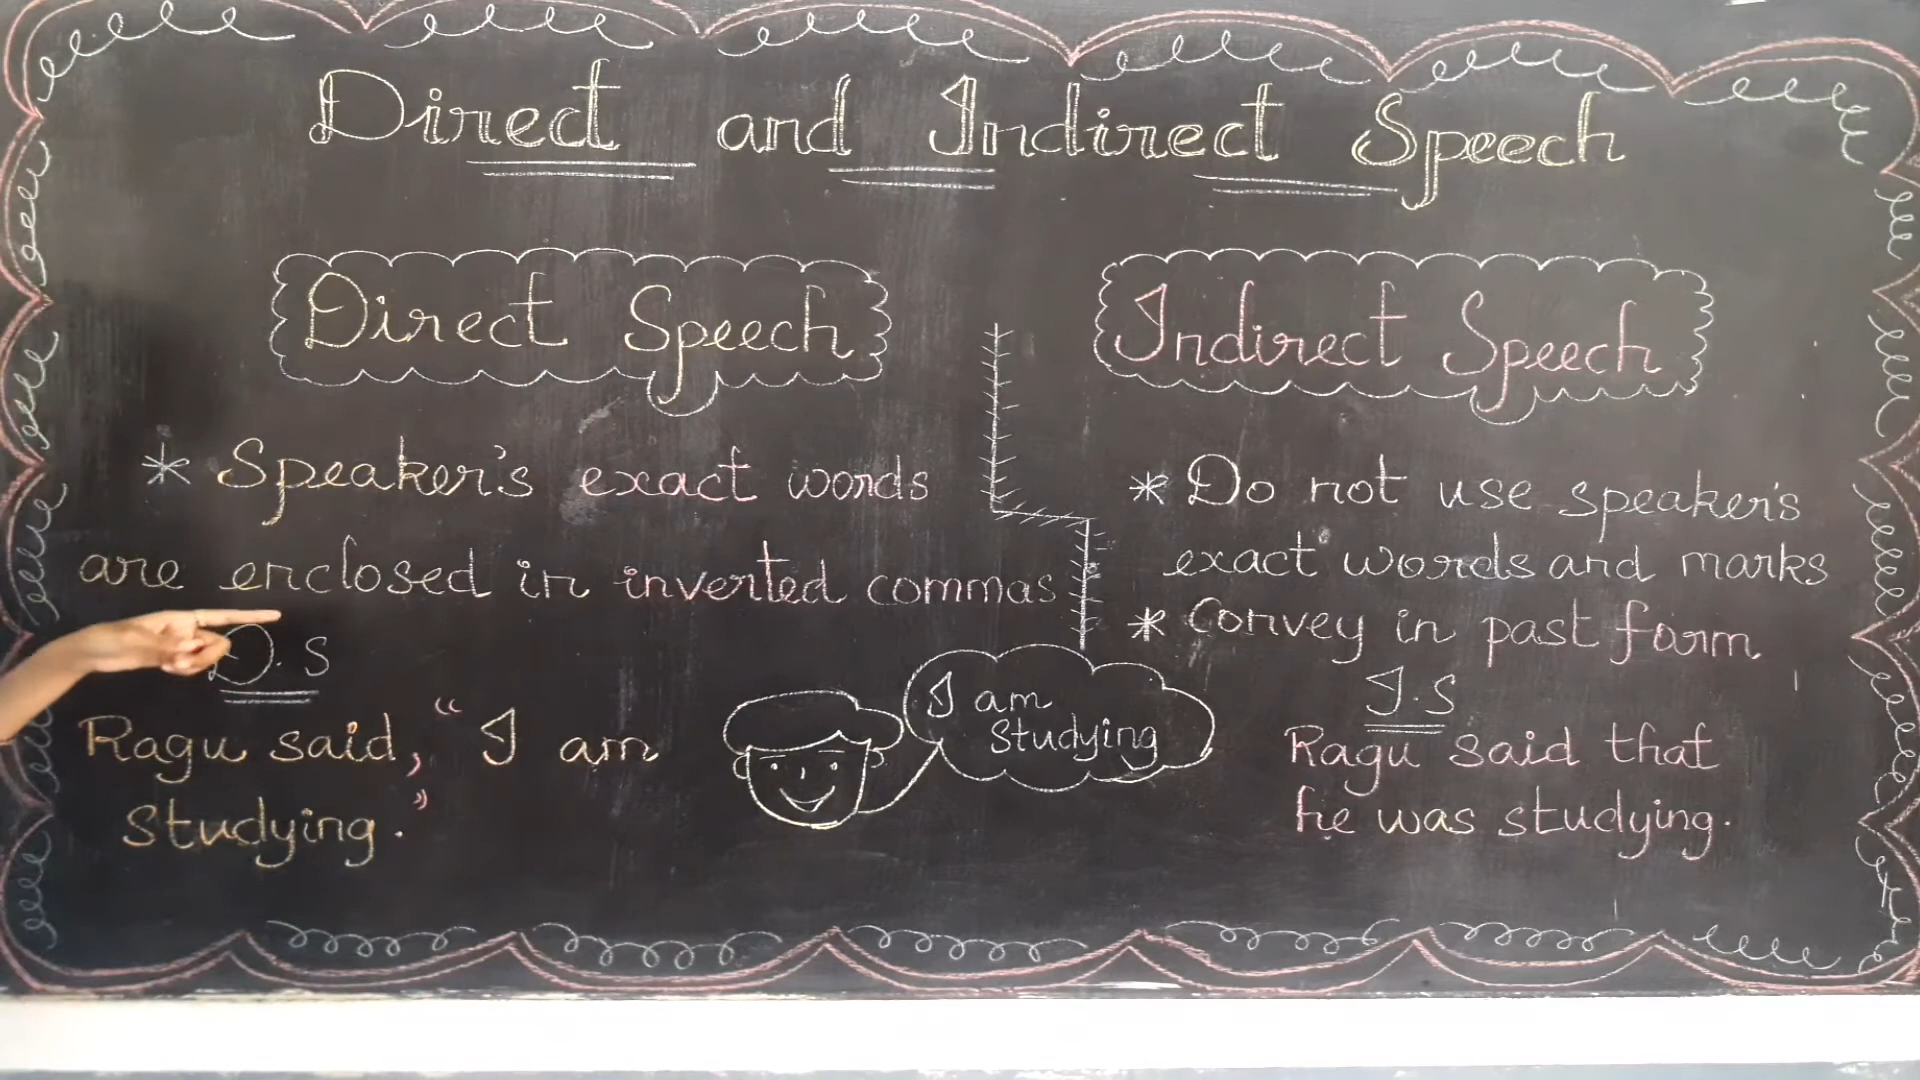 Direct and Indirect Speech
Direct Speech
* Speaker's exact words
are enclosed in inverted commas
D.S
Ragu said, “I am
studying.”
I am
studying
Indirect Speech
* Do not use speaker's
exact words and marks
* Convey in past form
I.S
Ragu said that
he was studying.